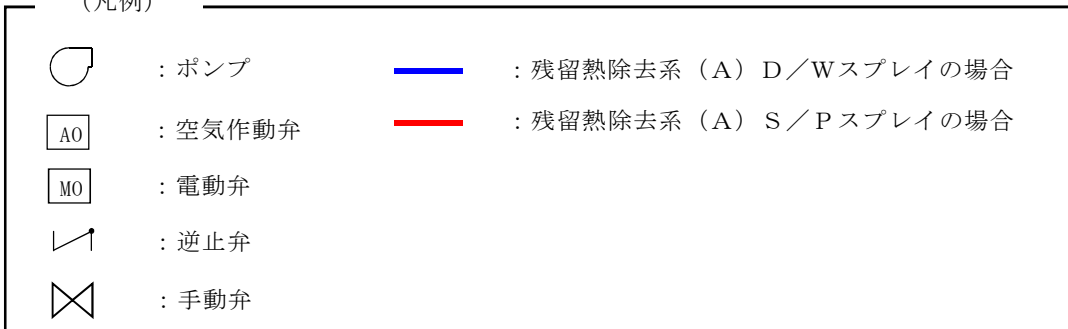 (凡例)
：ポンプ ：残留熱除去系（A）D／Wスプレイの場合
AO ：空気作動弁 ：残留熱除去系（A）S／Pスプレイの場合
MO ：電動弁
：逆止弁
：手動弁